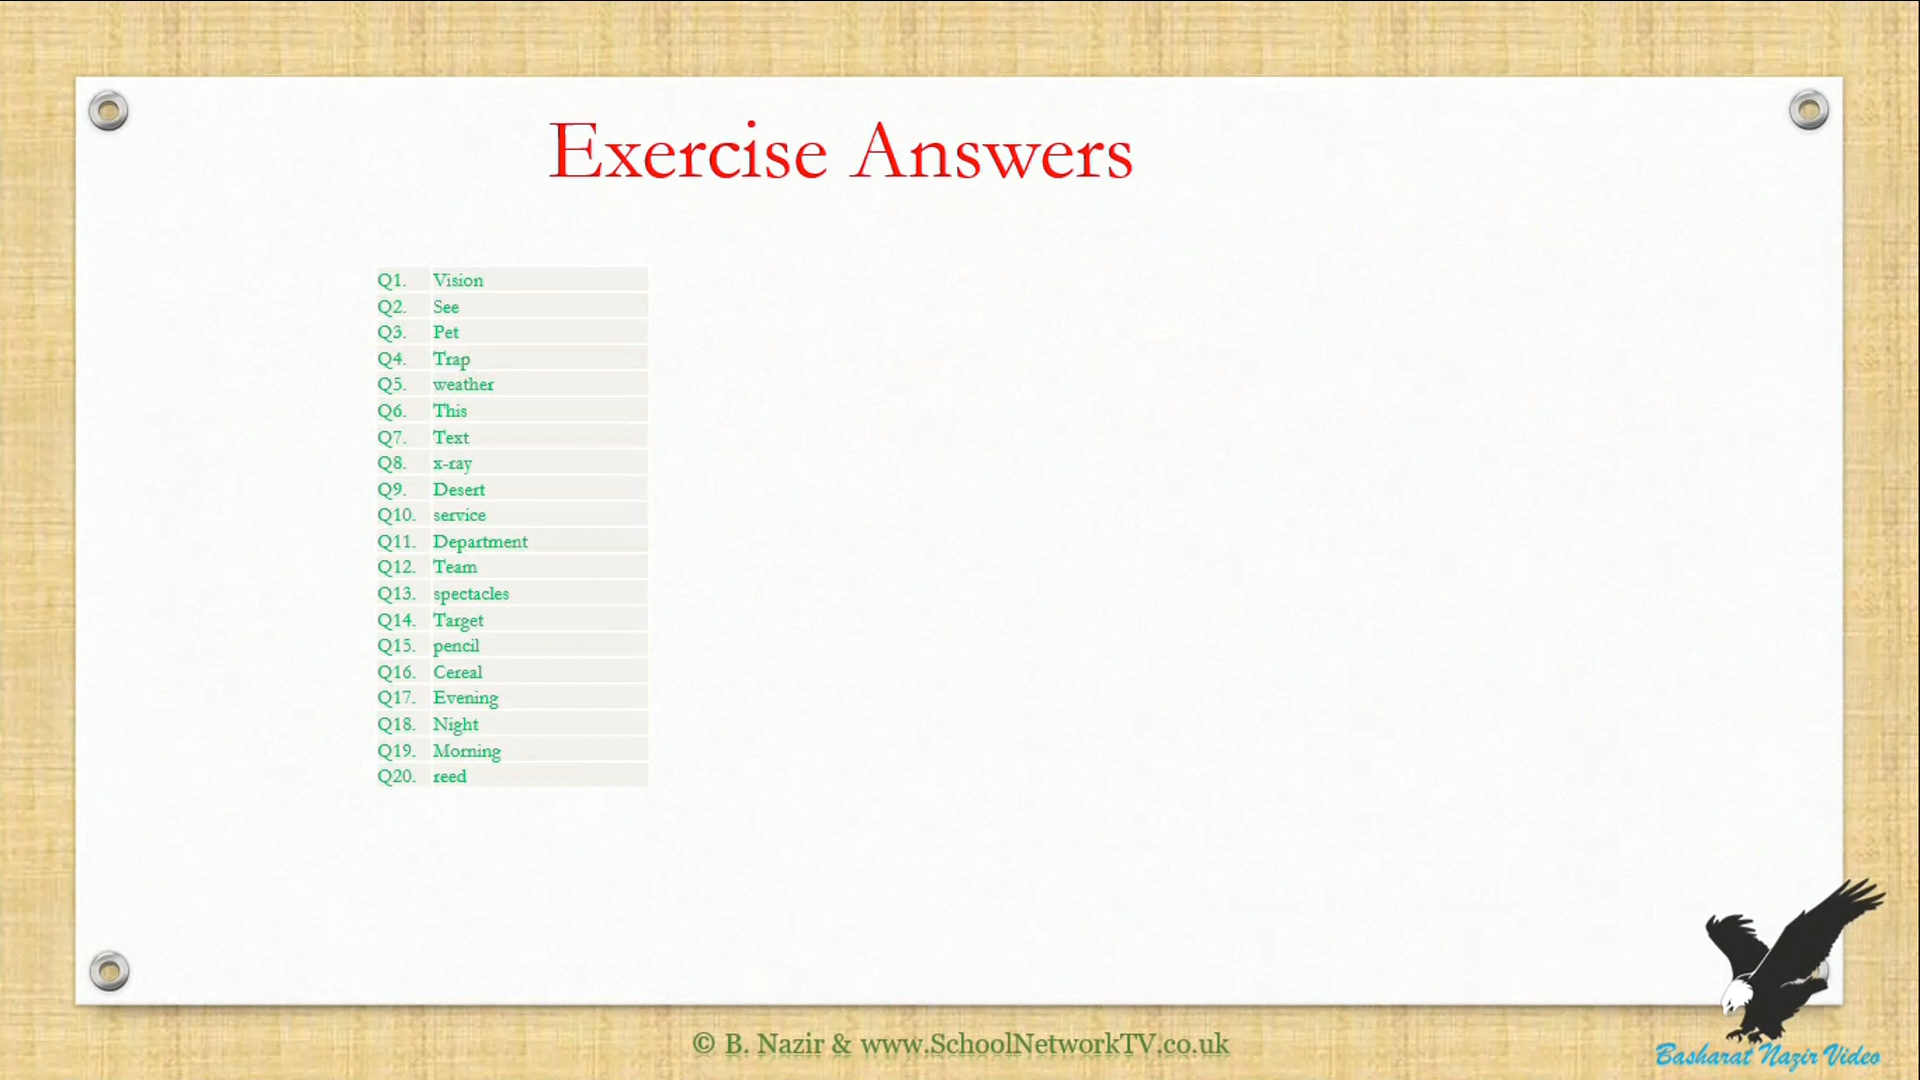 Exercise Answers
Q1. Vision
Q2. See
Q3. Pet
Q4. Trap
Q5. weather
Q6. This
Q7. Text
Q8. x-ray
Q9. Desert
Q10. service
Q11. Department
Q12. Team
Q13. spectacles
Q14. Target
Q15. pencil
Q16. Cereal
Q17. Evening
Q18. Night
Q19. Morning
Q20. reed
© B. Nazir & www.SchoolNetworkTV.co.uk
Basharat Nazir Video